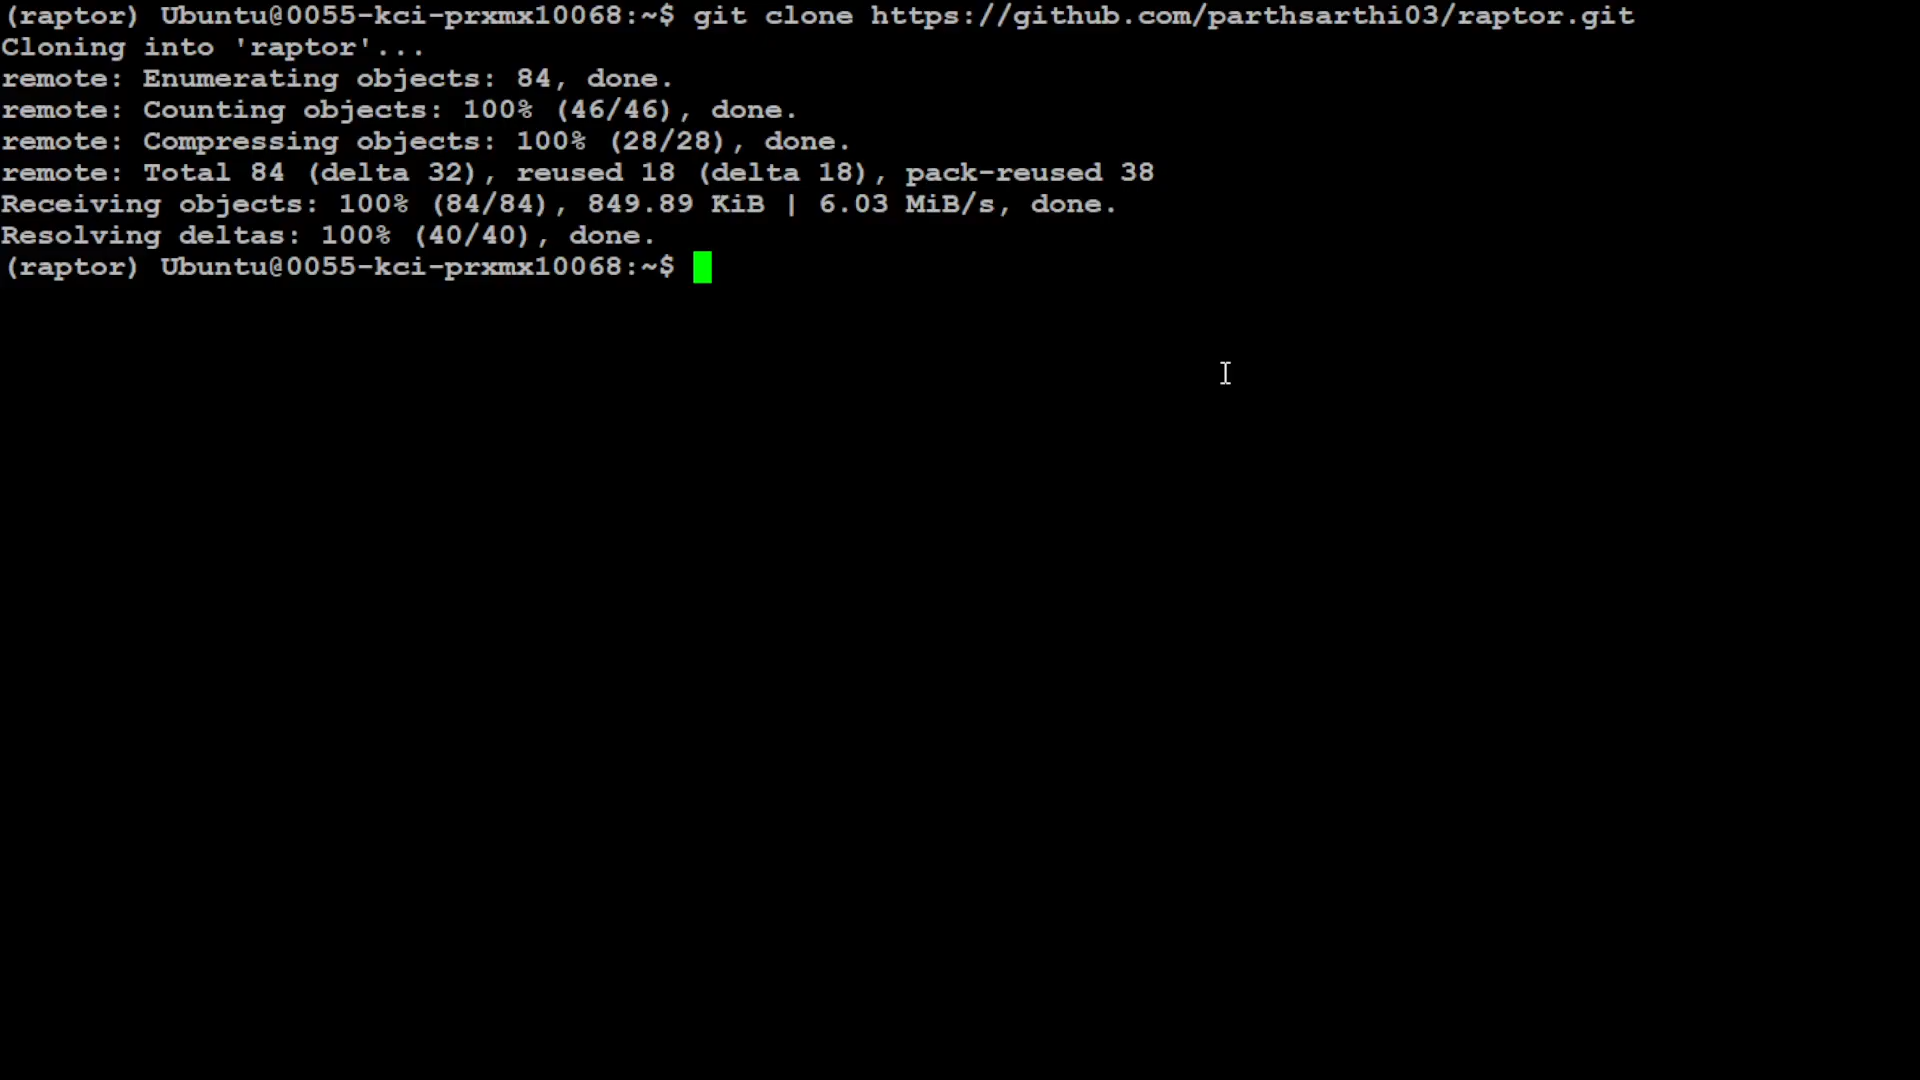 (raptor) Ubuntu@0055-kci-prxmx10068:~$ git clone https://github.com/parthsarthi03/raptor.git
Cloning into 'raptor'...
remote: Enumerating objects: 84, done.
remote: Counting objects: 100% (46/46), done.
remote: Compressing objects: 100% (28/28), done.
remote: Total 84 (delta 32), reused 18 (delta 18), pack-reused 38
Receiving objects: 100% (84/84), 849.89 KiB | 6.03 MiB/s, done.
Resolving deltas: 100% (40/40), done.
(raptor) Ubuntu@0055-kci-prxmx10068:~$